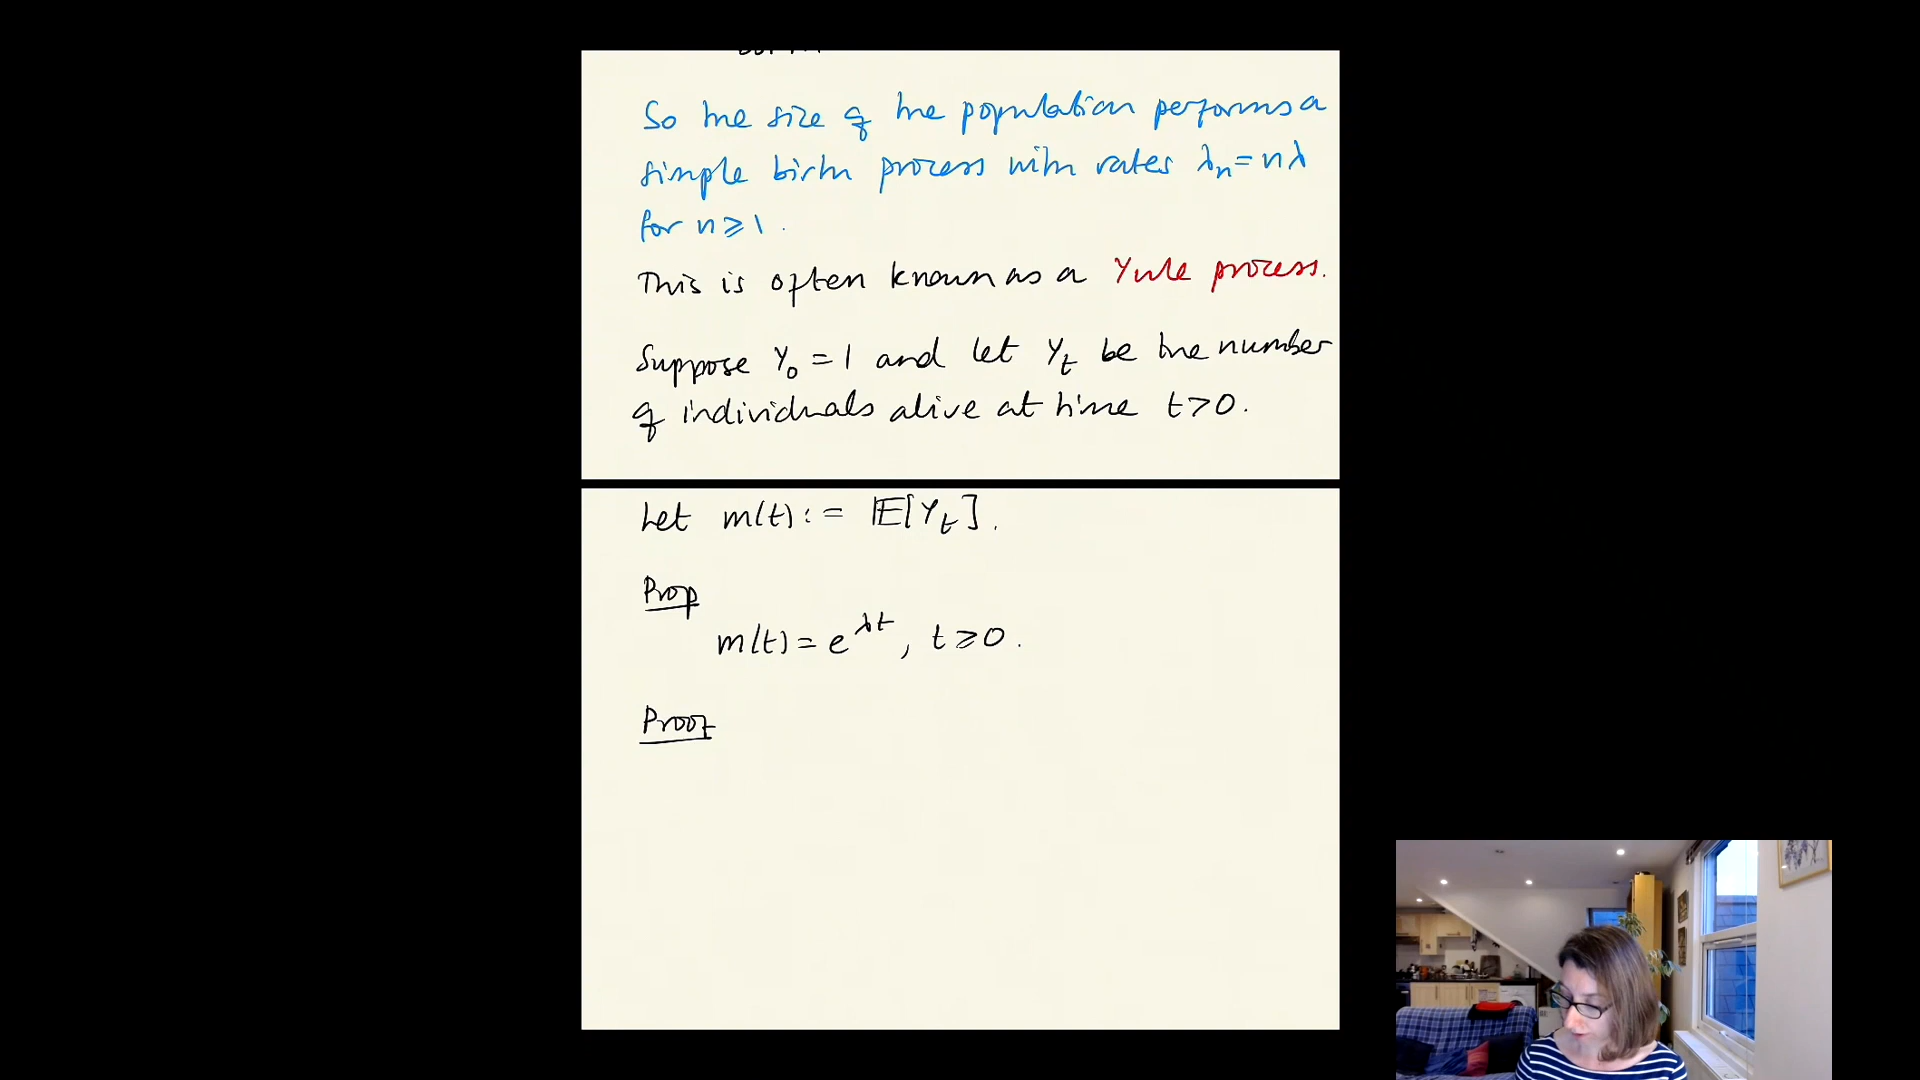 So the size of the population performs a
simple birth process with rates λₙ = nλ
for n ≥ 1.
This is often known as a Yule process.
Suppose Y₀ = 1 and let Yₜ be the number
of individuals alive at time t > 0.
Let m(t) := 𝔼[Yₜ].
Prop
m(t) = e^{λt}, t ≥ 0.
Proof